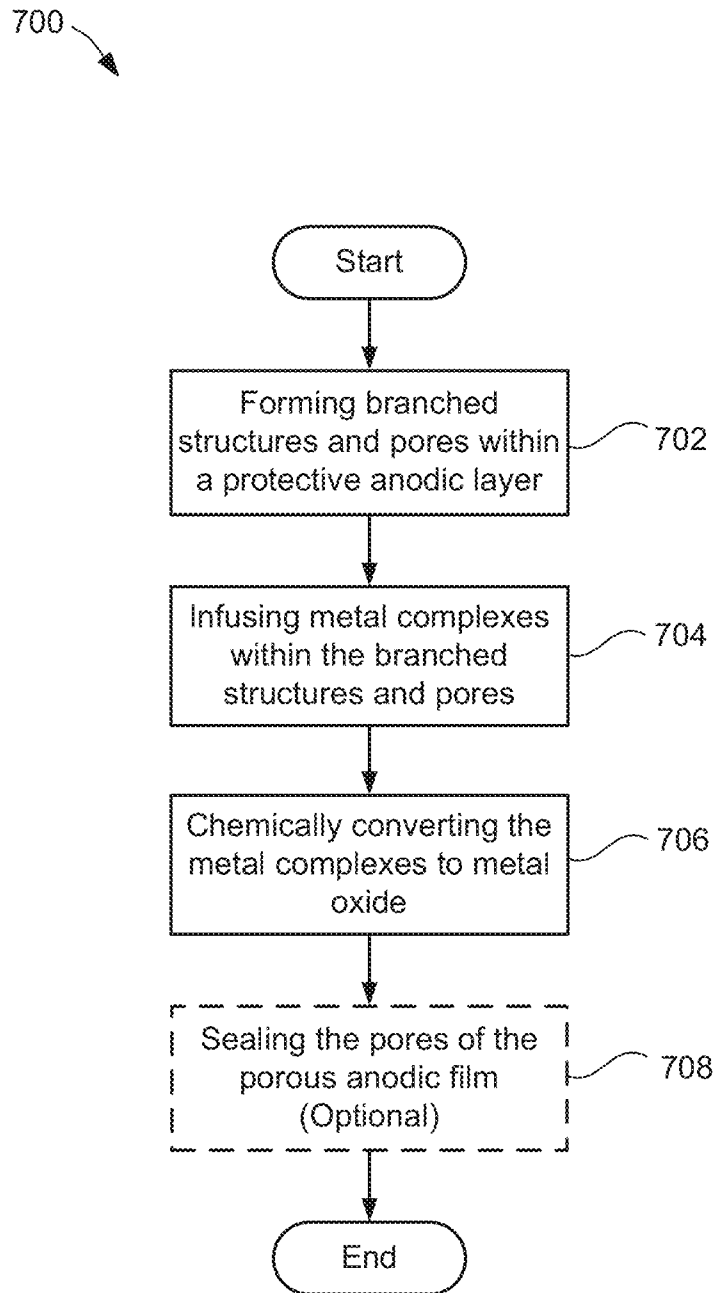 700
Start
Forming branched
structures and pores within
a protective anodic layer
702
Infusing metal complexes
within the branched
structures and pores
704
Chemically converting the
metal complexes to metal
oxide
706
Sealing the pores of the
porous anodic film
(Optional)
708
End